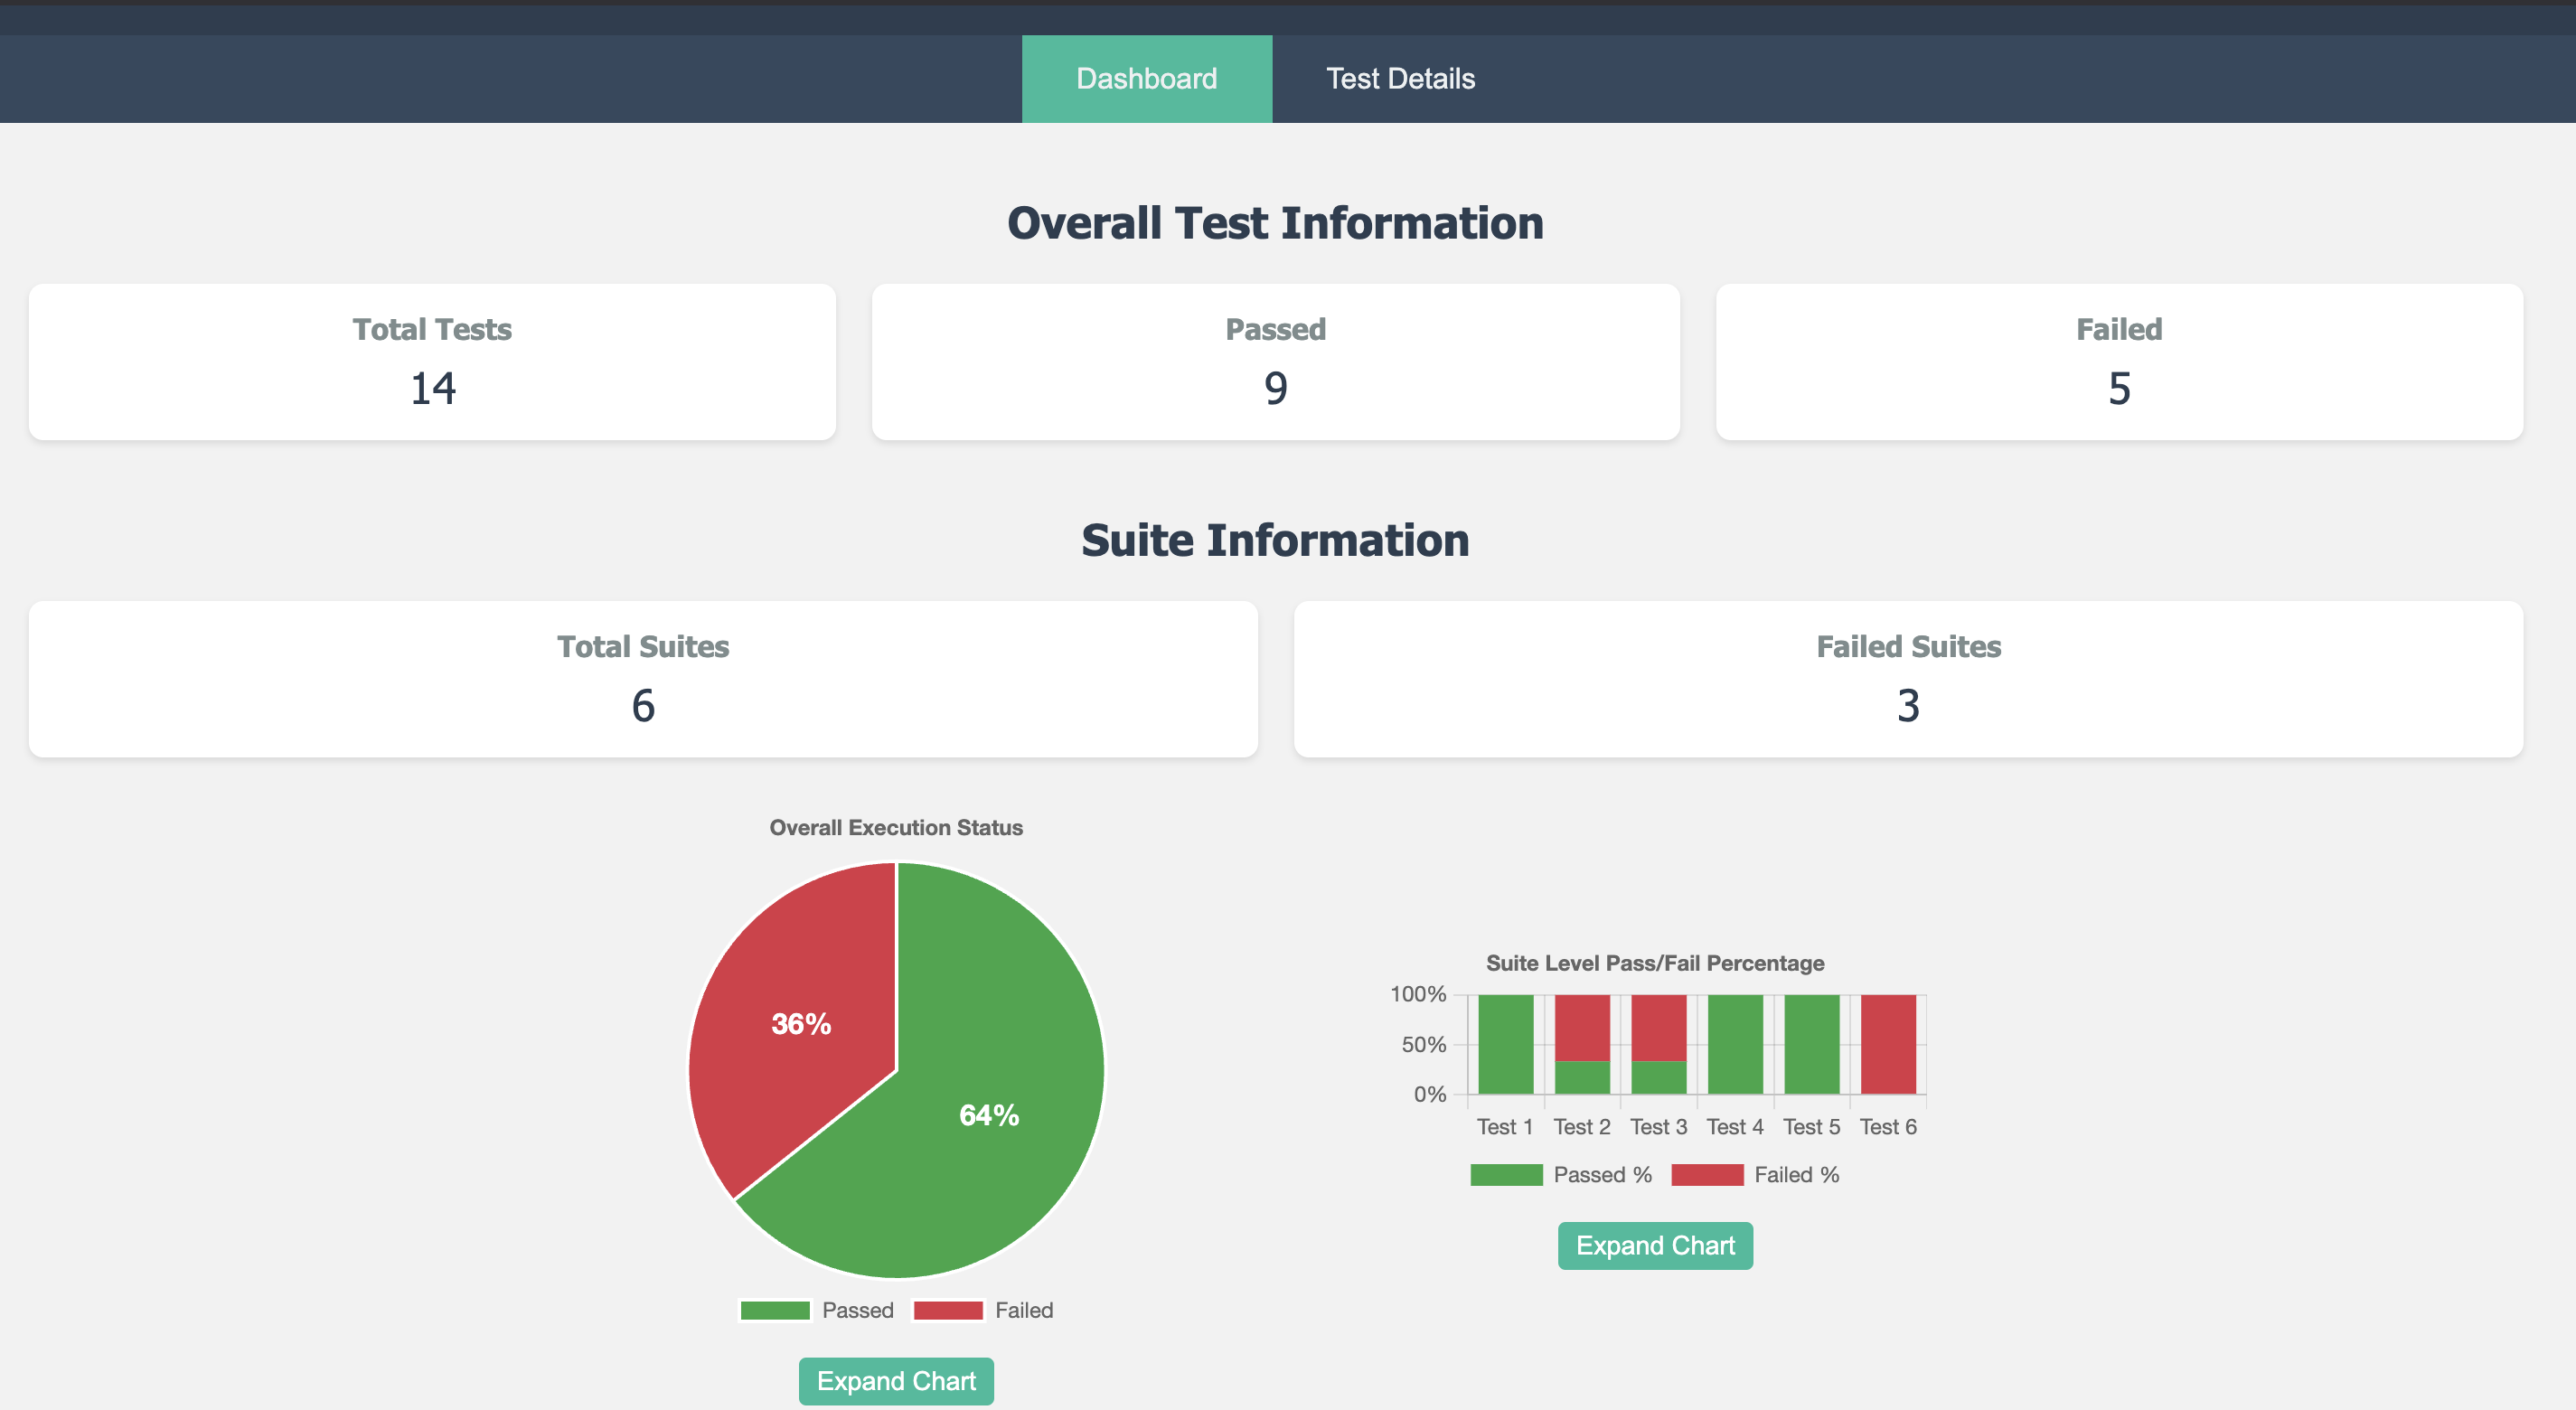 Dashboard
Test Details
Overall Test Information
Total Tests
14
Passed
9
Failed
5
Suite Information
Total Suites
6
Failed Suites
3
Overall Execution Status
36%
64%
Passed
Failed
Expand Chart
Suite Level Pass/Fail Percentage
100%
50%
0%
Test 1
Test 2
Test 3
Test 4
Test 5
Test 6
Passed %
Failed %
Expand Chart